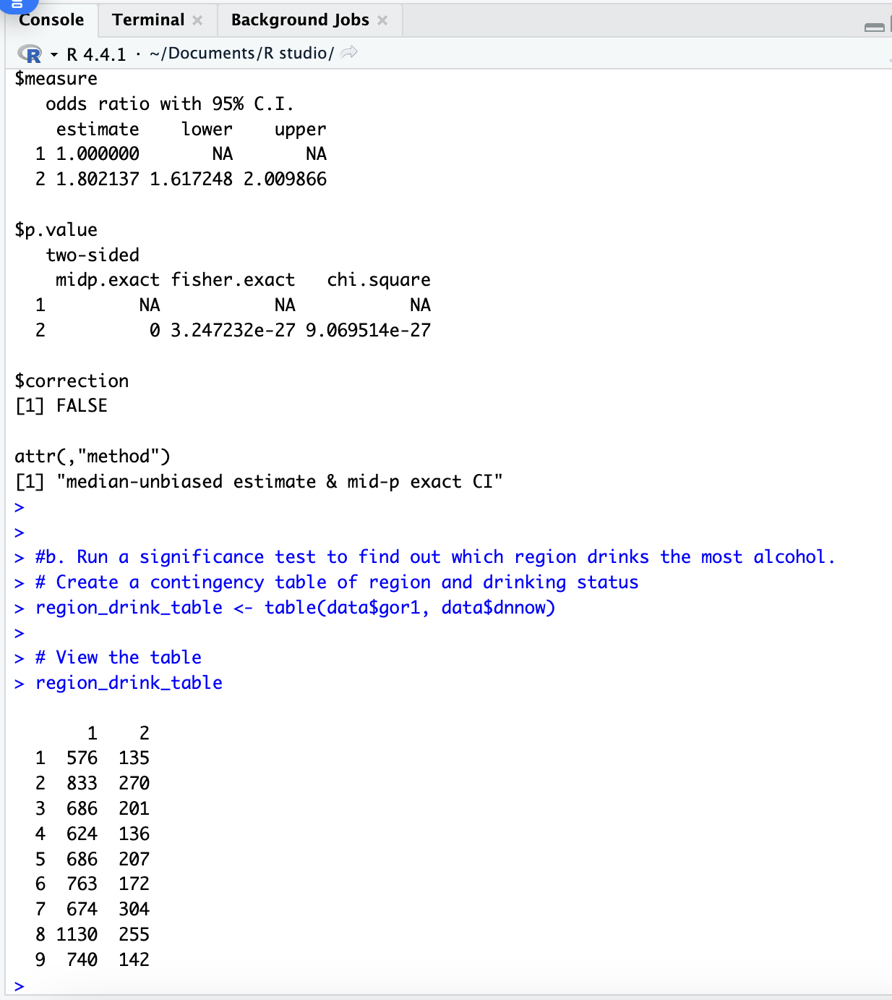 Console Terminal Background Jobs
R R 4.4.1 · ~/Documents/R studio/
$measure
odds ratio with 95% C.I.
estimate lower upper
1 1.000000 NA NA
2 1.802137 1.617248 2.009866
$p.value
two-sided
midp.exact fisher.exact chi.square
1 NA NA NA
2 0 3.247232e-27 9.069514e-27
$correction
[1] FALSE
attr(,"method")
[1] "median-unbiased estimate & mid-p exact CI"
>
>
> #b. Run a significance test to find out which region drinks the most alcohol.
> # Create a contingency table of region and drinking status
> region_drink_table <- table(data$gor1, data$dnnow)
>
> # View the table
> region_drink_table
1 2
1 576 135
2 833 270
3 686 201
4 624 136
5 686 207
6 763 172
7 674 304
8 1130 255
9 740 142
>